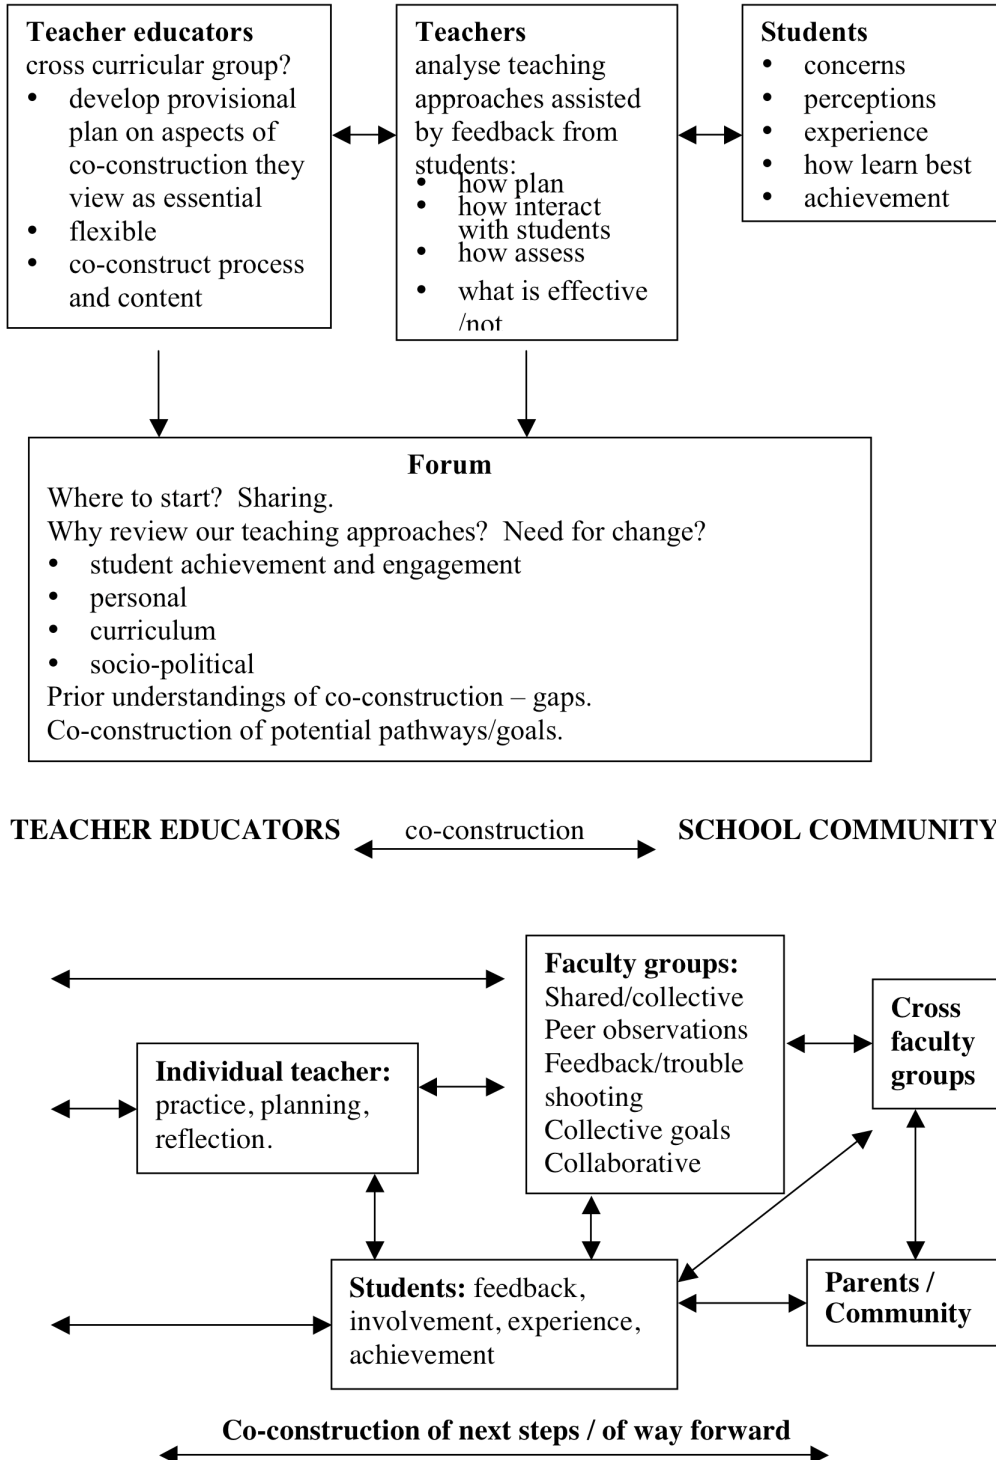 Teacher educators
cross curricular group?
• develop provisional
plan on aspects of
co-construction they
view as essential
• flexible
• co-construct process
and content
Teachers
analyse teaching
approaches assisted
by feedback from
students:
• how plan
• how interact
with students
• how assess
• what is effective
/not
Students
• concerns
• perceptions
• experience
• how learn best
• achievement
Forum
Where to start?  Sharing.
Why review our teaching approaches?  Need for change?
• student achievement and engagement
• personal
• curriculum
• socio-political
Prior understandings of co-construction – gaps.
Co-construction of potential pathways/goals.
TEACHER EDUCATORS
co-construction
SCHOOL COMMUNITY
Faculty groups:
Shared/collective
Peer observations
Feedback/trouble
shooting
Collective goals
Collaborative
Cross
faculty
groups
Individual teacher:
practice, planning,
reflection.
Students: feedback,
involvement, experience,
achievement
Parents /
Community
Co-construction of next steps / of way forward